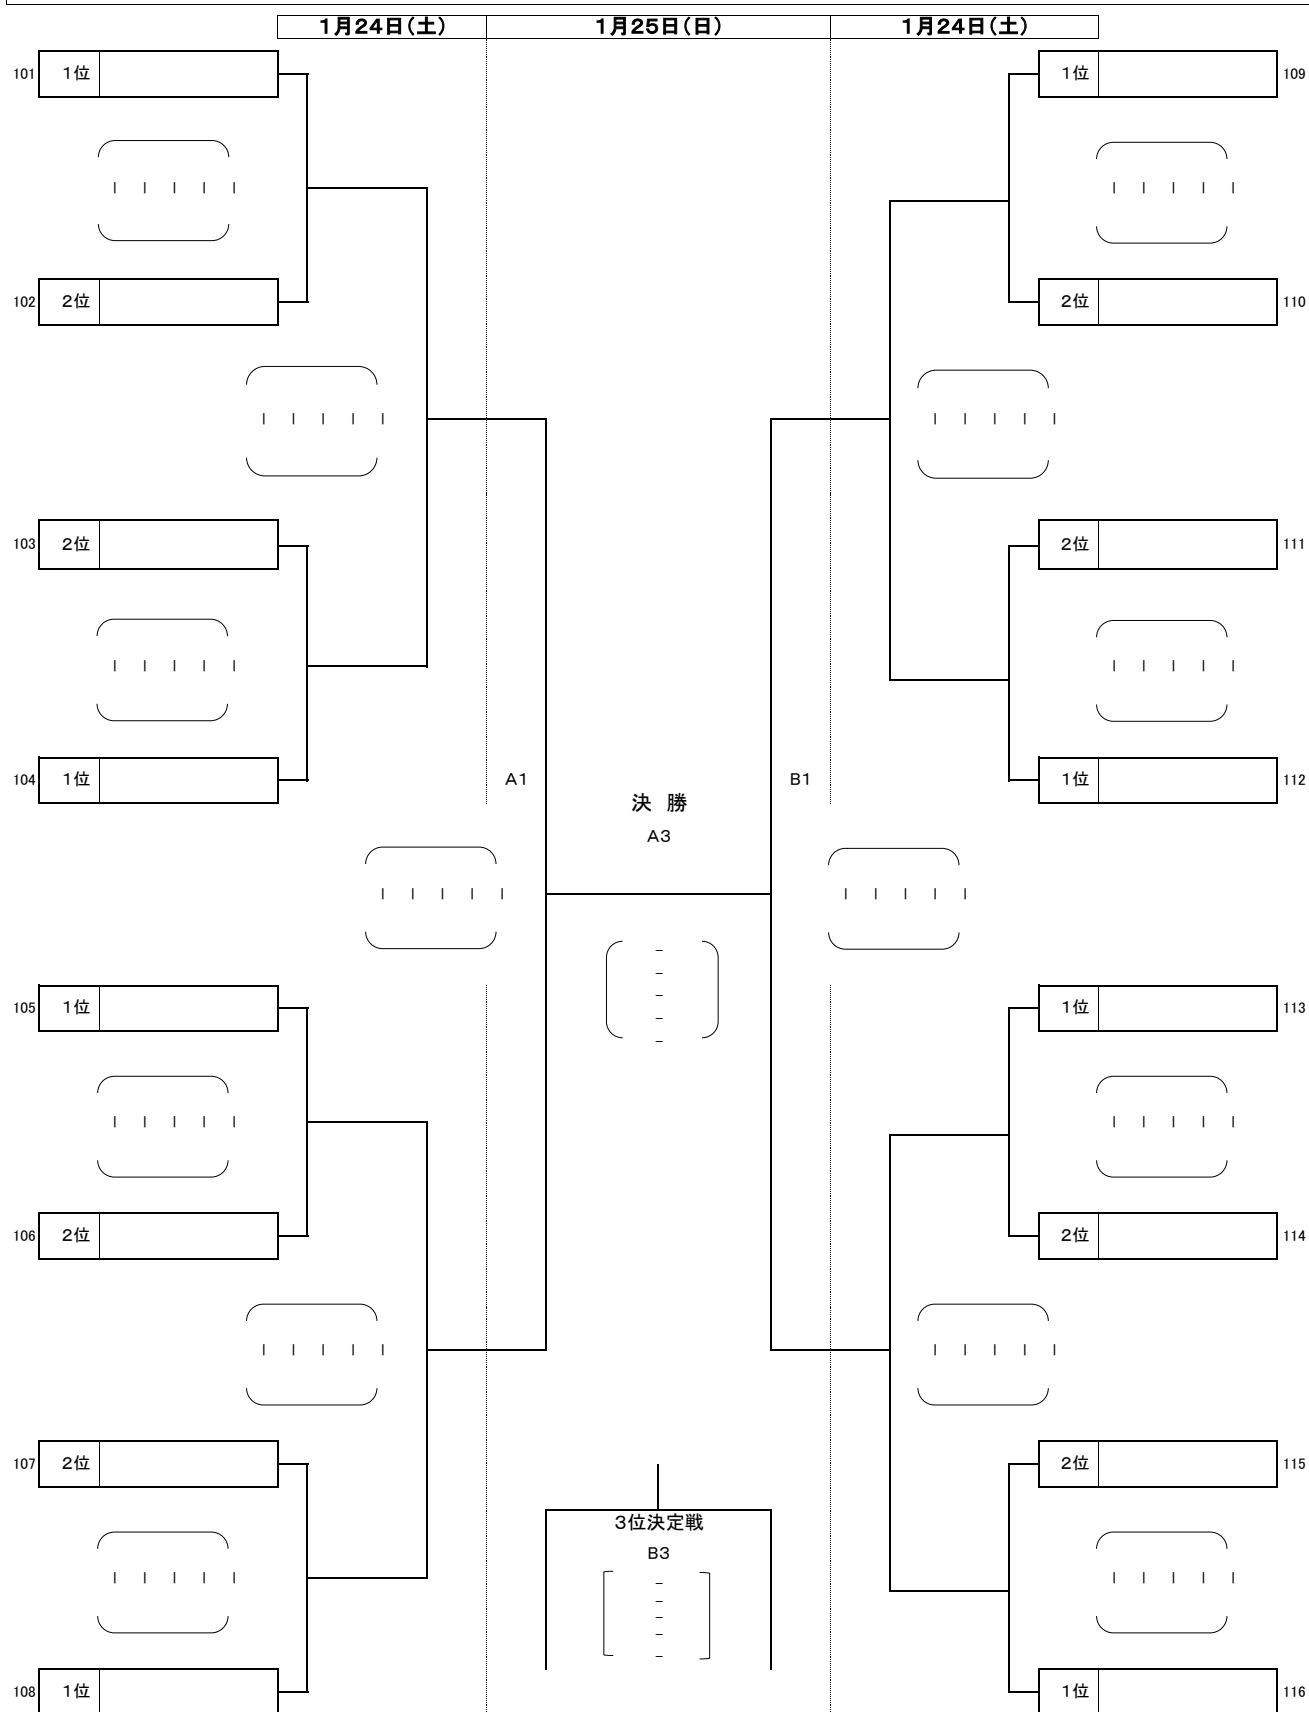 1月24日(土) 1月25日(日) 1月24日(土)
101 1位 1位 109
102 2位 2位 110
103 2位 2位 111
104 1位 A1 B1 1位 112
決 勝
A3
105 1位 1位 113
106 2位 2位 114
107 2位 2位 115
3位決定戦
B3
108 1位 1位 116